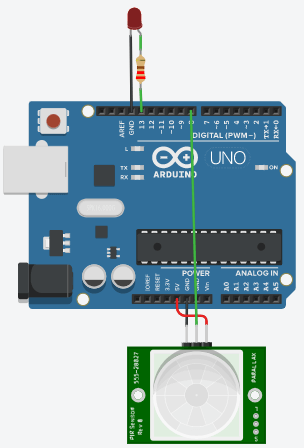 AREF
GND
13
12
~11
~10
~9
8
7
~6
~5
4
~3
2
TX→1
RX←0
DIGITAL (PWM~)
L
TX
RX
ARDUINO
UNO
ON
POWER
ANALOG IN
IOREF
RESET
3.3V
5V
GND
GND
Vin
A0
A1
A2
A3
A4
A5
555-28027
PIR Sensor
Rev B
PARALLAX